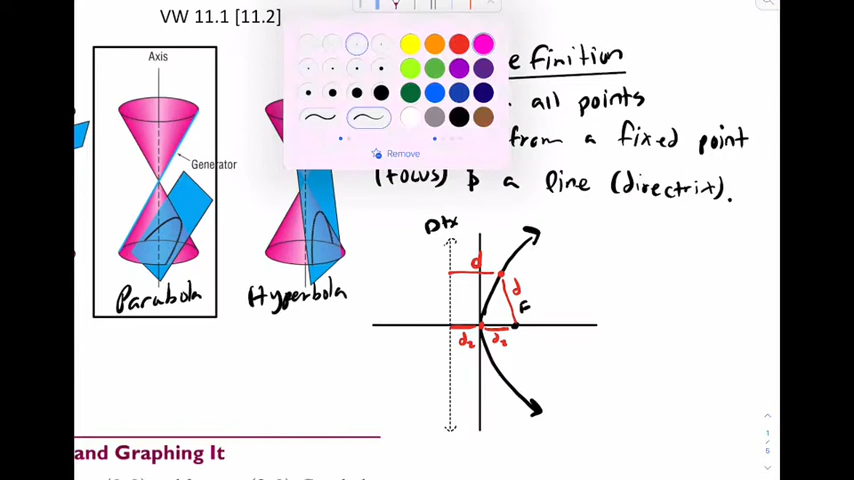 VW 11.1 [11.2]
Axis
Generator
Parabola
Hyperbola
efinition
all points
from a fixed point
(focus) & a line (directrix).
Dtx
d
d
F
d₂
d₂
and Graphing It